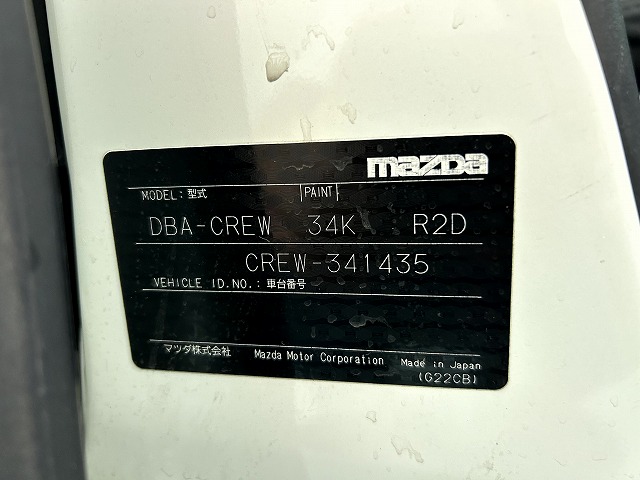 mazda
MODEL:型式 PAINT
DBA-CREW 34K R2D
CREW-341435
VEHICLE ID.NO.:車台番号
マツダ株式会社 Mazda Motor Corporation Made in Japan
(G22CB)